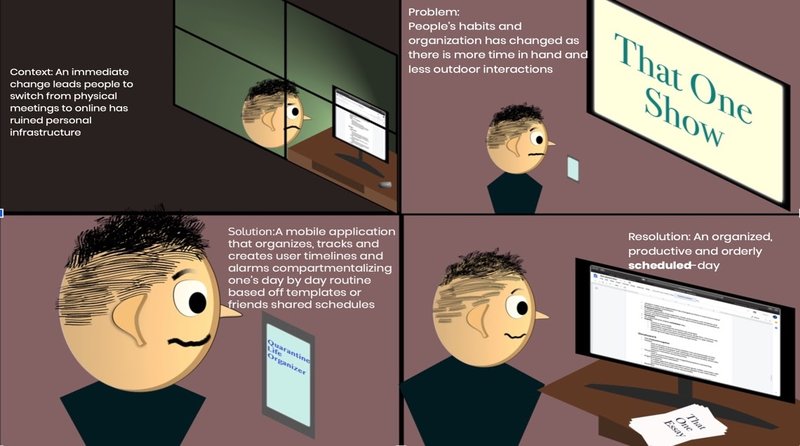 Context: An immediate
change leads people to
switch from physical
meetings to online has
ruined personal
infrastructure
Problem:
People's habits and
organization has changed as
there is more time in hand and
less outdoor interactions
That One
Show
Solution:A mobile application
that organizes, tracks and
creates user timelines and
alarms compartmentalizing
one's day by day routine
based off templates or
friends shared schedules
Quarantine
Life
Organizer
Resolution: An organized,
productive and orderly
scheduled-day
That
One
Essay